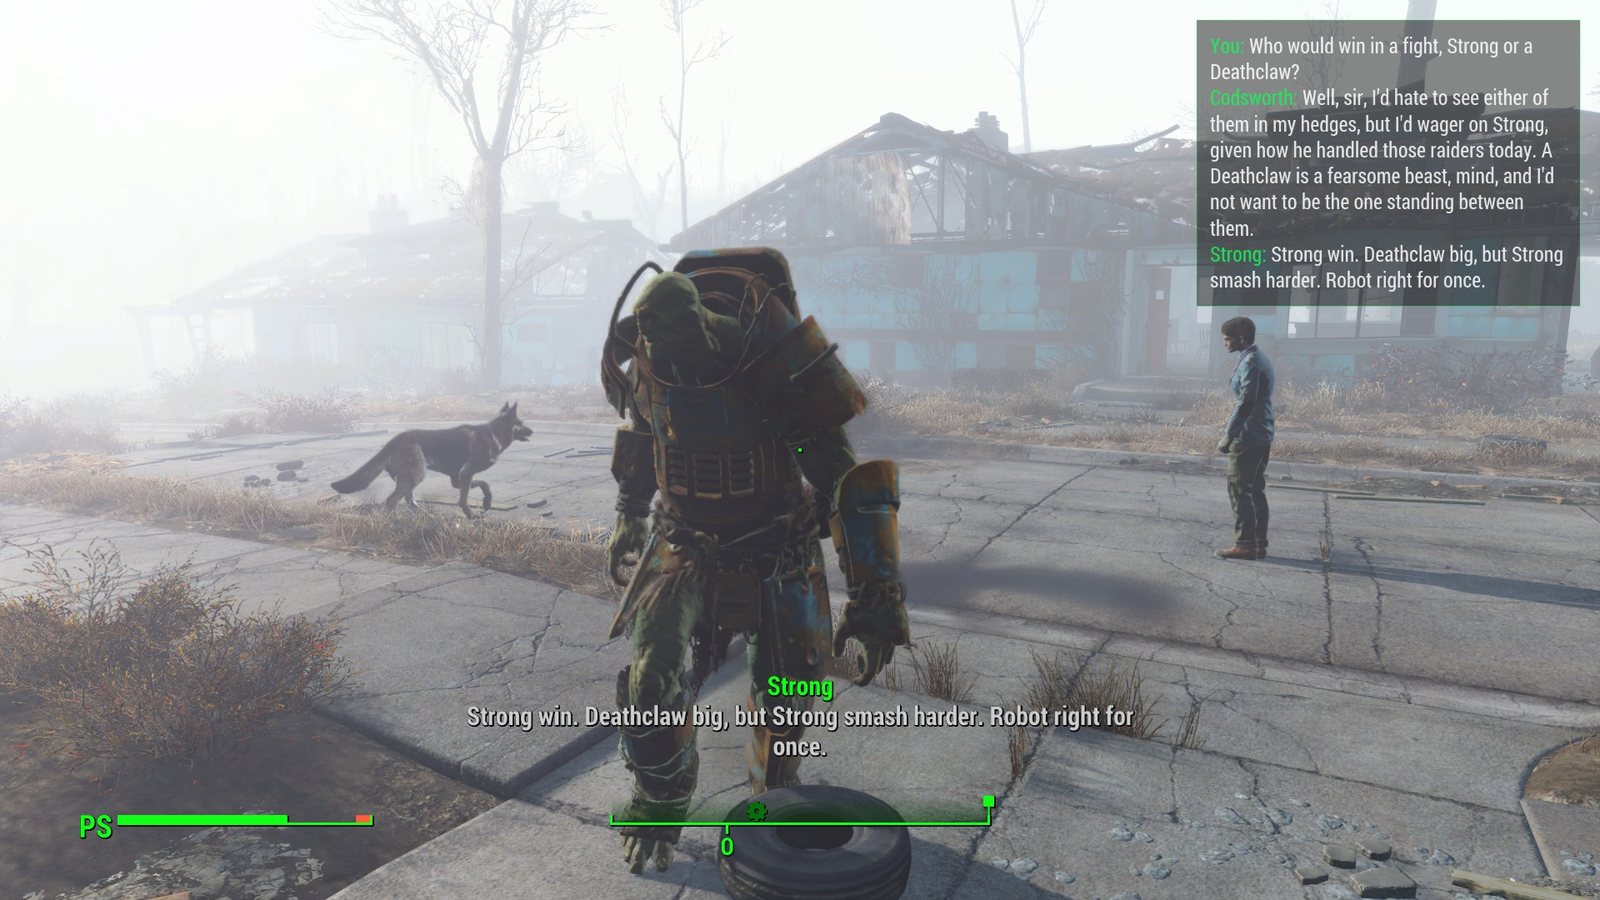 You: Who would win in a fight, Strong or a
Deathclaw?
Codsworth: Well, sir, I'd hate to see either of
them in my hedges, but I'd wager on Strong,
given how he handled those raiders today. A
Deathclaw is a fearsome beast, mind, and I'd
not want to be the one standing between
them.
Strong: Strong win. Deathclaw big, but Strong
smash harder. Robot right for once.
Strong
Strong win. Deathclaw big, but Strong smash harder. Robot right for
once.
PS
O